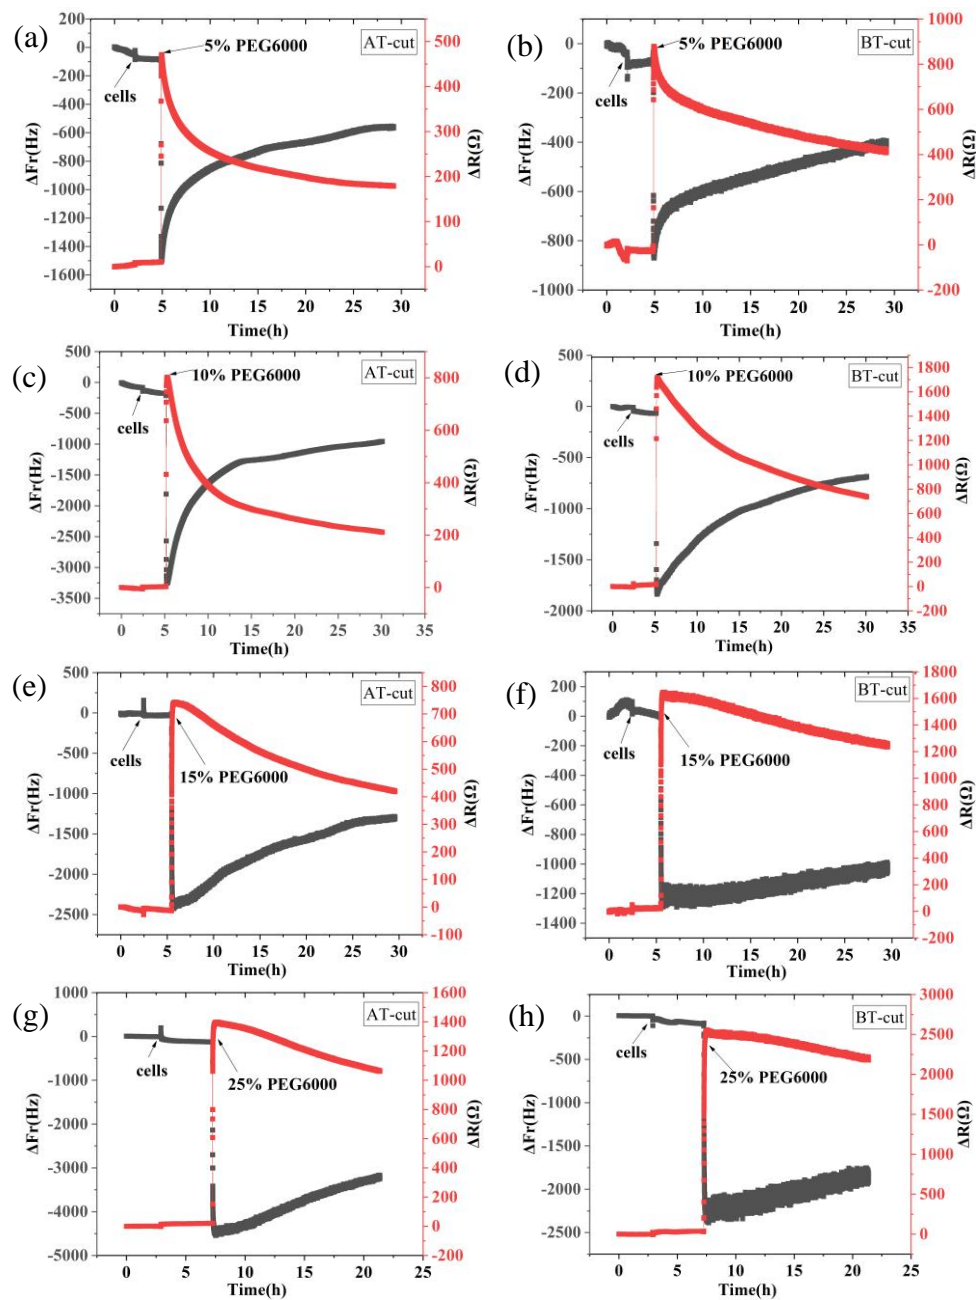 (a)
200
0
-200
-400
-600
-800
-1000
-1200
-1400
-1600
ΔFr(Hz)
5% PEG6000
AT-cut
cells
500
400
300
200
100
0
ΔR(Ω)
0 5 10 15 20 25 30
Time(h)
(b)
0
-200
-400
-600
-800
-1000
ΔFr(Hz)
5% PEG6000
BT-cut
cells
1000
800
600
400
200
0
-200
ΔR(Ω)
0 5 10 15 20 25 30
Time(h)
(c)
500
0
-500
-1000
-1500
-2000
-2500
-3000
-3500
ΔFr(Hz)
10% PEG6000
AT-cut
cells
800
600
400
200
0
ΔR(Ω)
0 5 10 15 20 25 30 35
Time(h)
(d)
500
0
-500
-1000
-1500
-2000
ΔFr(Hz)
10% PEG6000
BT-cut
cells
1800
1600
1400
1200
1000
800
600
400
200
0
-200
ΔR(Ω)
0 5 10 15 20 25 30 35
Time(h)
(e)
500
0
-500
-1000
-1500
-2000
-2500
ΔFr(Hz)
AT-cut
cells
15% PEG6000
800
700
600
500
400
300
200
100
0
-100
ΔR(Ω)
0 5 10 15 20 25 30
Time(h)
(f)
200
0
-200
-400
-600
-800
-1000
-1200
-1400
ΔFr(Hz)
BT-cut
cells
15% PEG6000
1800
1600
1400
1200
1000
800
600
400
200
0
-200
ΔR(Ω)
0 5 10 15 20 25 30
Time(h)
(g)
1000
0
-1000
-2000
-3000
-4000
-5000
ΔFr(Hz)
AT-cut
cells
25% PEG6000
1600
1400
1200
1000
800
600
400
200
0
-200
ΔR(Ω)
0 5 10 15 20 25
Time(h)
(h)
0
-500
-1000
-1500
-2000
-2500
ΔFr(Hz)
BT-cut
cells
25% PEG6000
3000
2500
2000
1500
1000
500
0
ΔR(Ω)
0 5 10 15 20 25
Time(h)